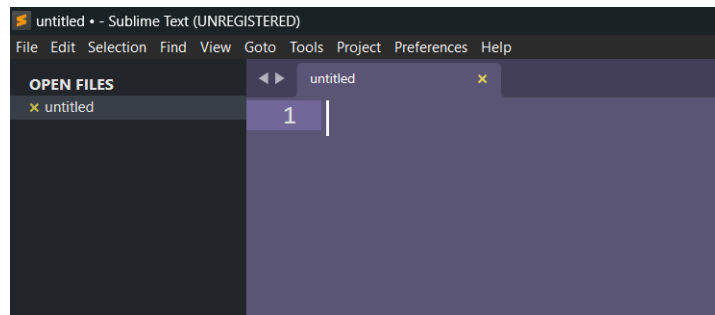 untitled • - Sublime Text (UNREGISTERED)
File Edit Selection Find View Goto Tools Project Preferences Help
OPEN FILES
untitled
untitled
1